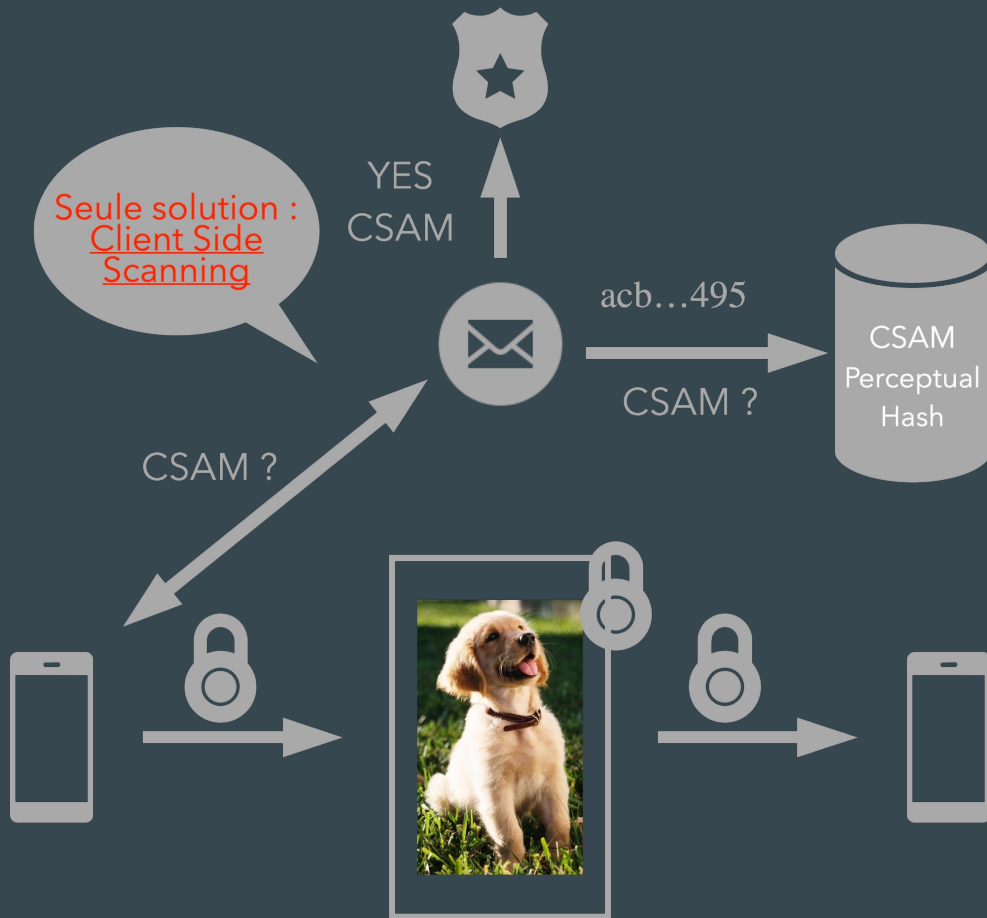 YES
CSAM
Seule solution :
Client Side
Scanning
acb…495
CSAM ?
CSAM
Perceptual
Hash
CSAM ?